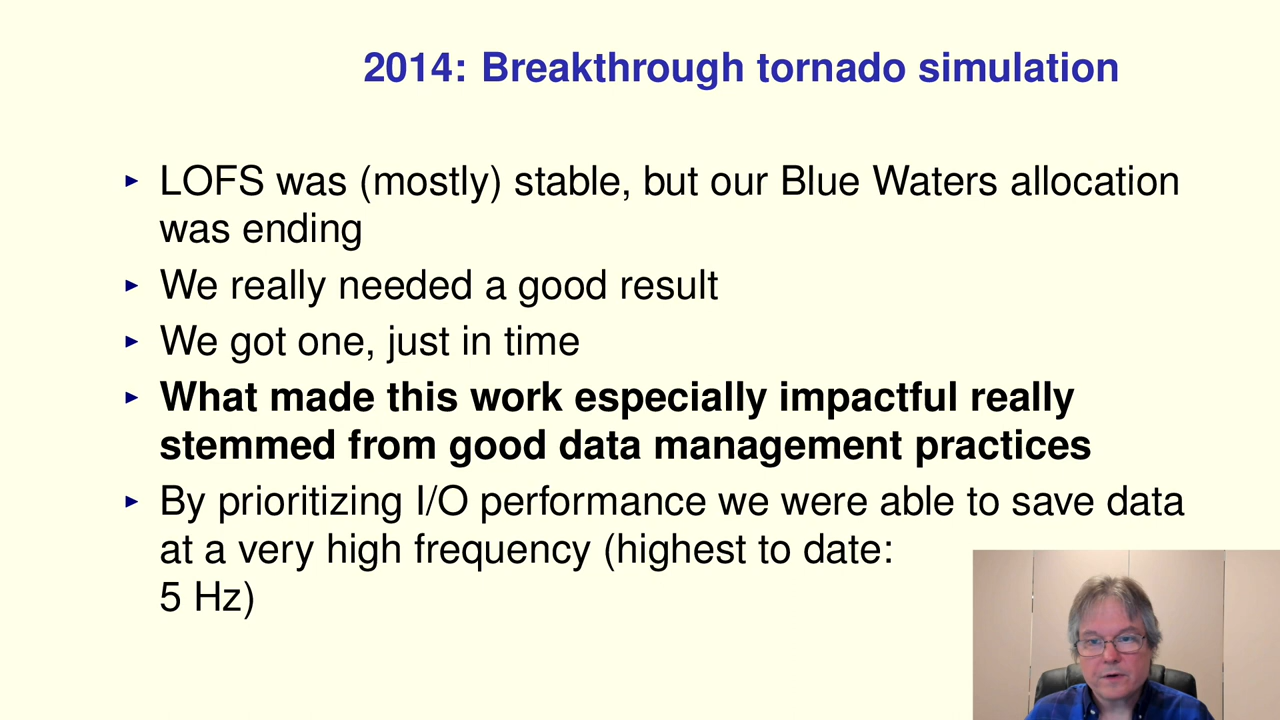 2014: Breakthrough tornado simulation
▸ LOFS was (mostly) stable, but our Blue Waters allocation
was ending
▸ We really needed a good result
▸ We got one, just in time
▸ What made this work especially impactful really
stemmed from good data management practices
▸ By prioritizing I/O performance we were able to save data
at a very high frequency (highest to date:
5 Hz)